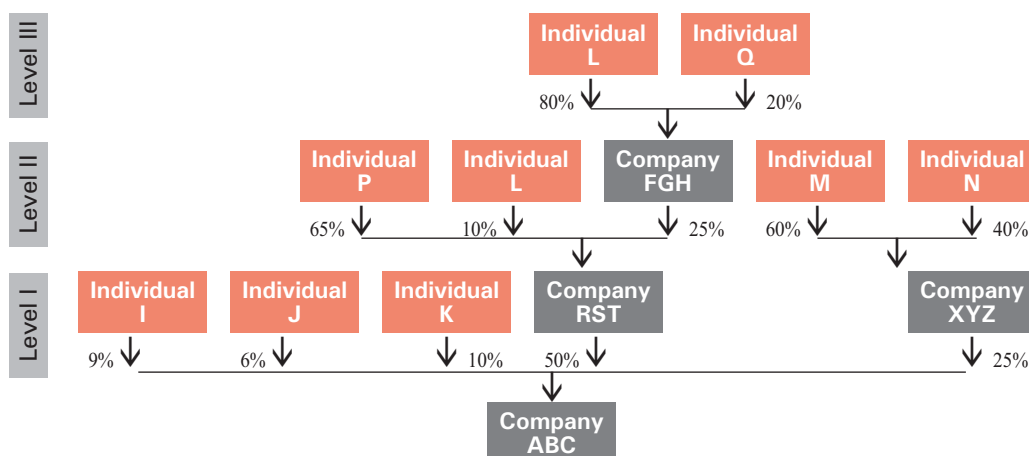 Level III
Individual
L
Individual
Q
80%
20%
Level II
Individual
P
Individual
L
Company
FGH
Individual
M
Individual
N
65%
10%
25%
60%
40%
Level I
Individual
I
Individual
J
Individual
K
Company
RST
Company
XYZ
9%
6%
10%
50%
25%
Company
ABC